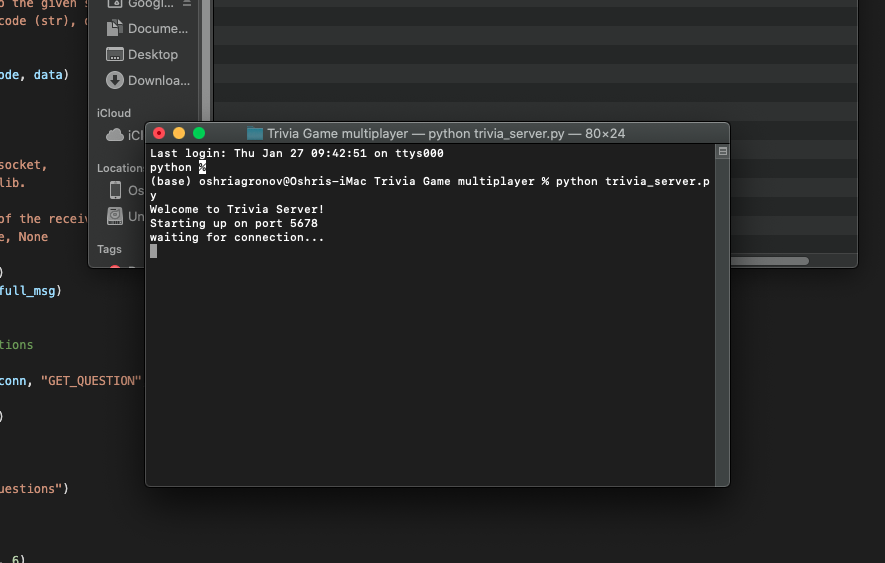 o the given s
code (str), d
ode, data)
socket,
lib.
of the receiv
e, None
)
full_msg)
tions
conn, "GET_QUESTION"
)
uestions")
, 6)
Googl...
Docume...
Desktop
Downloa...
iCloud
iCl
Location
Os
Un
Tags
Trivia Game multiplayer — python trivia_server.py — 80×24
Last login: Thu Jan 27 09:42:51 on ttys000
python %
(base) oshriagronov@Oshris-iMac Trivia Game multiplayer % python trivia_server.p
y
Welcome to Trivia Server!
Starting up on port 5678
waiting for connection...